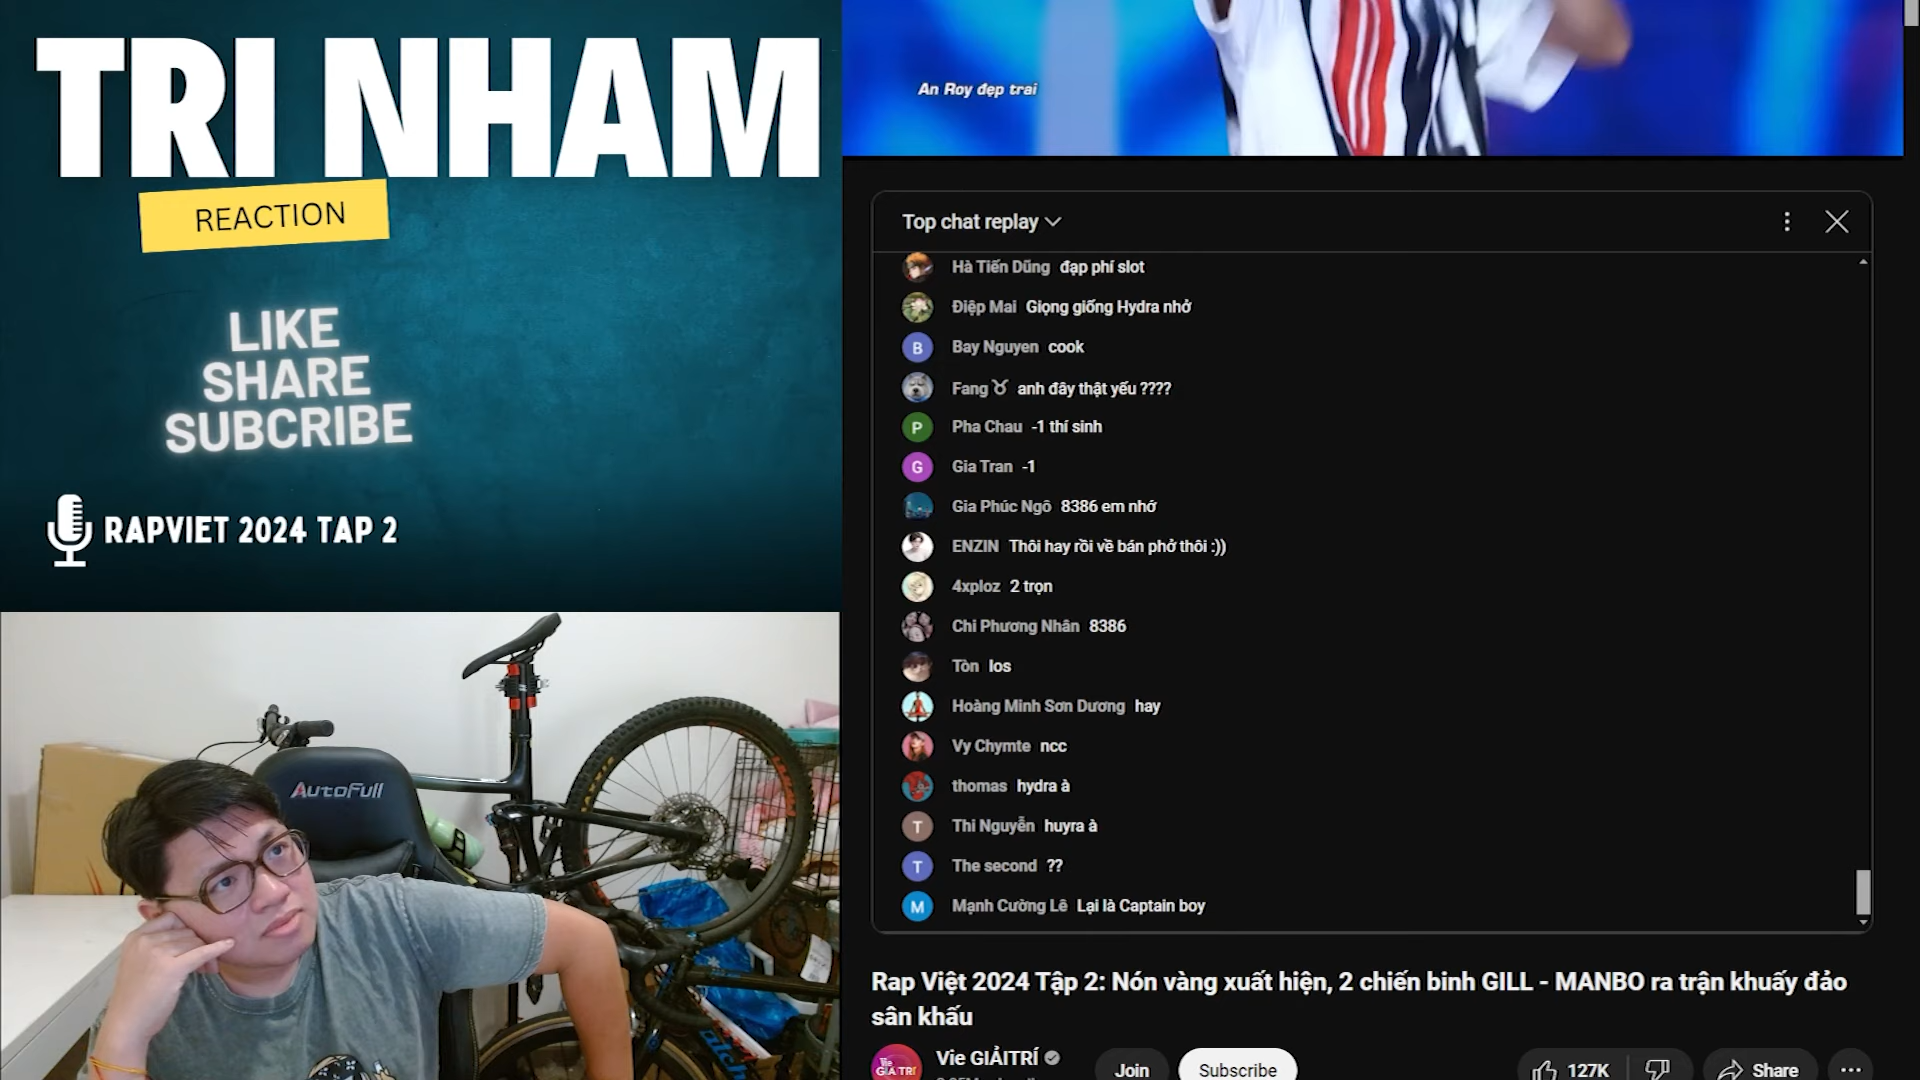 TRI NHAM
REACTION
LIKE
SHARE
SUBCRIBE
RAPVIET 2024 TAP 2
AutoFull
An Roy đẹp trai
Top chat replay
Hà Tiến Dũng đạp phí slot
Điệp Mai Giọng giống Hydra nhở
B Bay Nguyen cook
Fang ♉ anh đây thật yếu ????
P Pha Chau -1 thí sinh
G Gia Tran -1
Gia Phúc Ngô 8386 em nhớ
ENZIN Thôi hay rồi về bán phở thôi :))
4xploz 2 trọn
Chi Phương Nhân 8386
Tòn los
Hoàng Minh Sơn Dương hay
Vy Chymte ncc
thomas hydra à
T Thi Nguyễn huyra à
T The second ??
M Mạnh Cường Lê Lại là Captain boy
Rap Việt 2024 Tập 2: Nón vàng xuất hiện, 2 chiến binh GILL - MANBO ra trận khuấy đảo
sân khấu
Vie GIẢITRÍ
Join
Subscribe
127K
Share